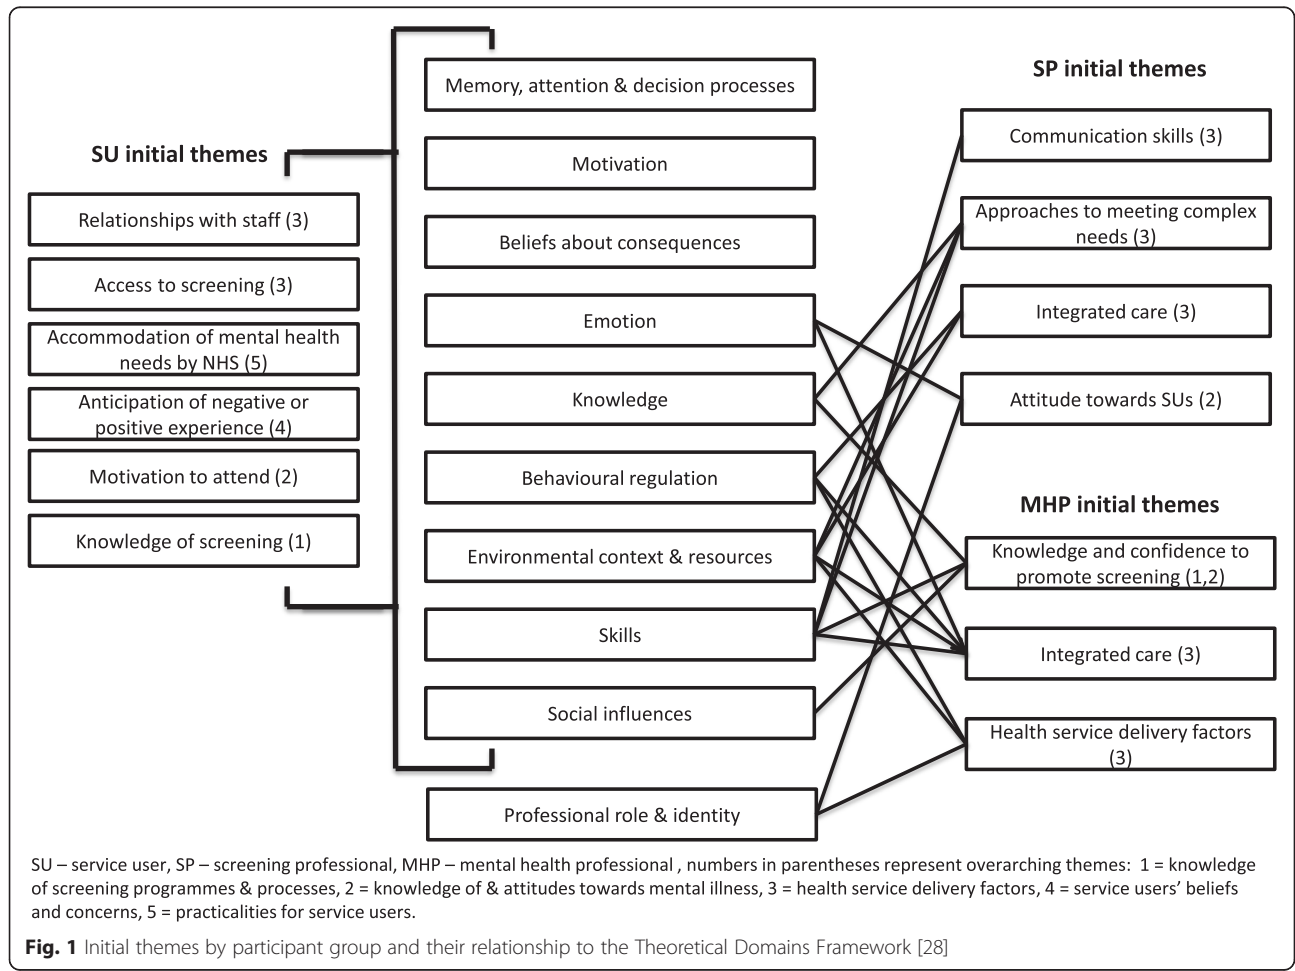 SU initial themes
Relationships with staff (3)
Access to screening (3)
Accommodation of mental health
needs by NHS (5)
Anticipation of negative or
positive experience (4)
Motivation to attend (2)
Knowledge of screening (1)
Memory, attention & decision processes
Motivation
Beliefs about consequences
Emotion
Knowledge
Behavioural regulation
Environmental context & resources
Skills
Social influences
Professional role & identity
SP initial themes
Communication skills (3)
Approaches to meeting complex
needs (3)
Integrated care (3)
Attitude towards SUs (2)
MHP initial themes
Knowledge and confidence to
promote screening (1,2)
Integrated care (3)
Health service delivery factors
(3)
SU – service user, SP – screening professional, MHP – mental health professional , numbers in parentheses represent overarching themes:  1 = knowledge
of screening programmes & processes, 2 = knowledge of & attitudes towards mental illness, 3 = health service delivery factors, 4 = service users’ beliefs
and concerns, 5 = practicalities for service users.
Fig. 1 Initial themes by participant group and their relationship to the Theoretical Domains Framework [28]